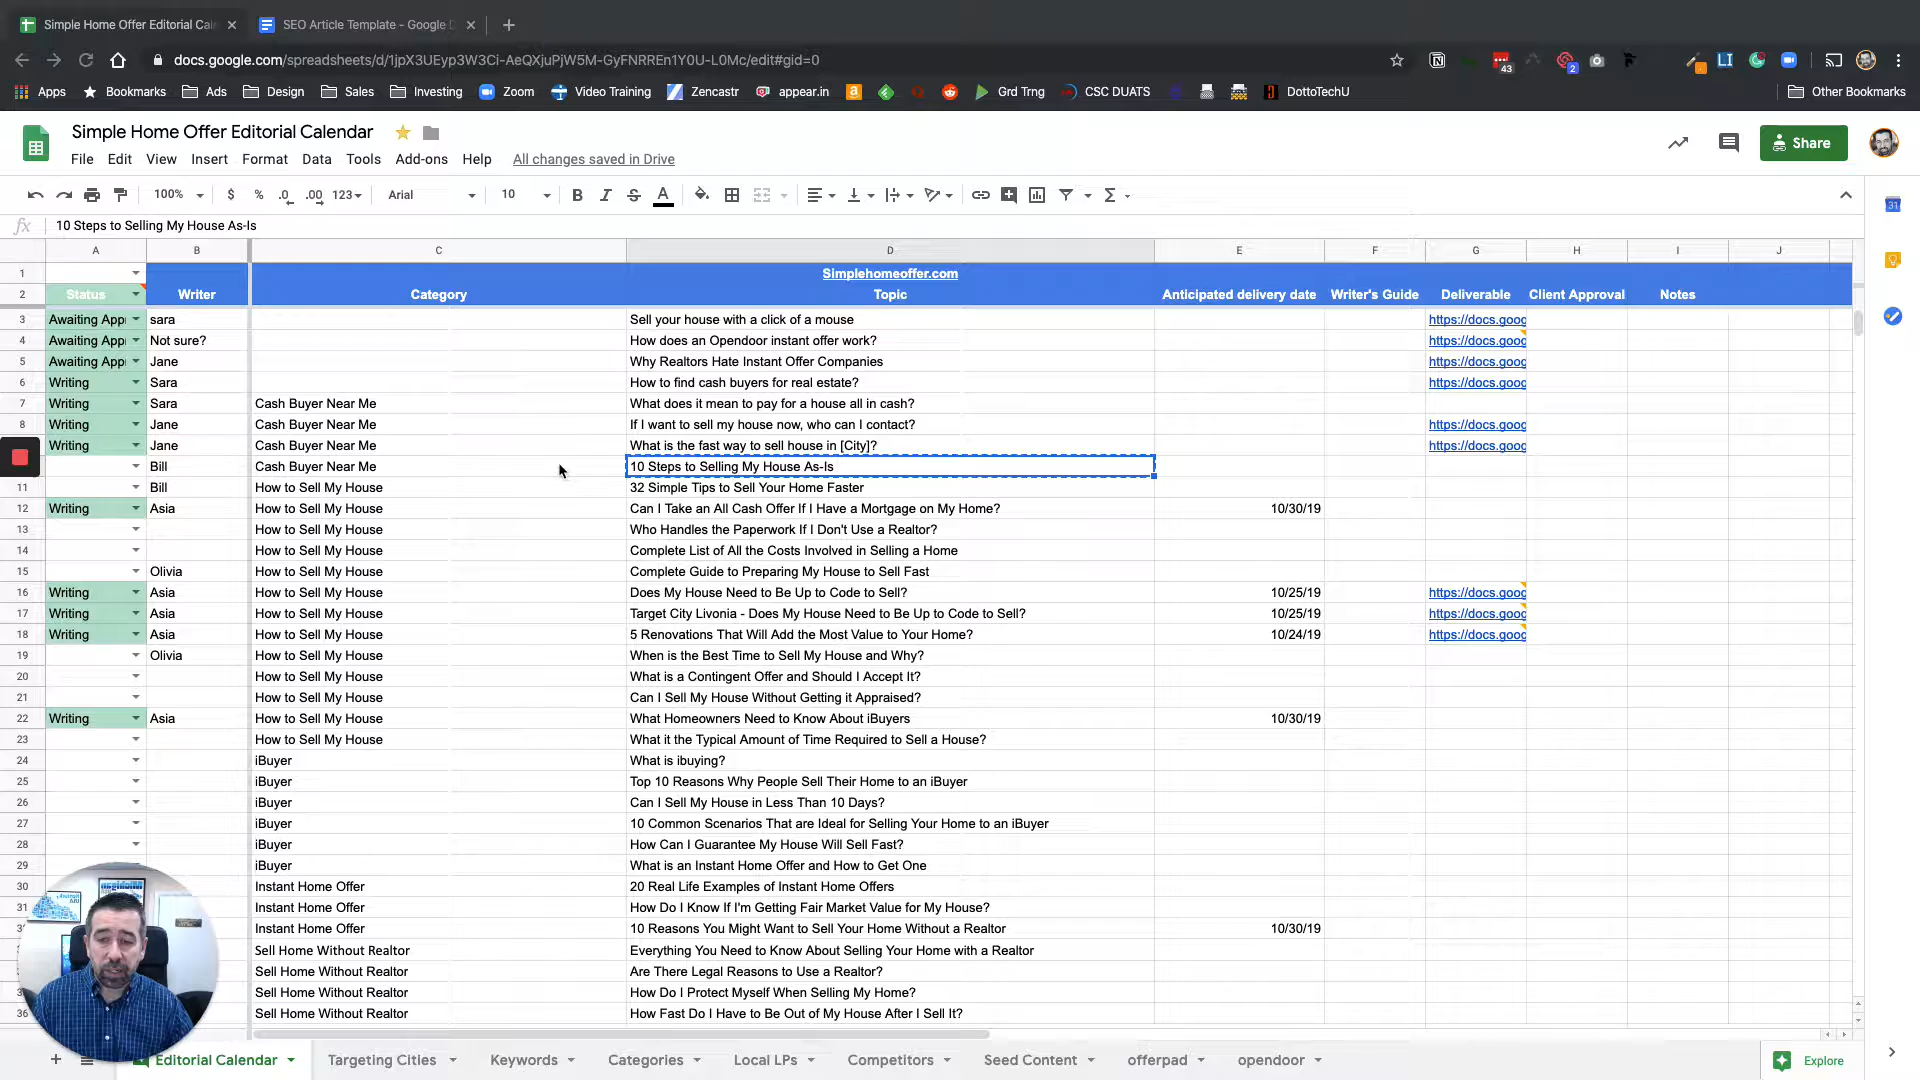 Simple Home Offer Editorial Cal
SEO Article Template - Google D
docs.google.com/spreadsheets/d/1jpX3UEyp3W3Ci-AeQXjuPjW5M-GyFNRREn1Y0U-L0Mc/edit#gid=0
43
2
LI
Apps Bookmarks Ads Design Sales Investing Zoom Video Training Zencastr appear.in Grd Trng CSC DUATS DottoTechU Other Bookmarks
Simple Home Offer Editorial Calendar
Share
File Edit View Insert Format Data Tools Add-ons Help All changes saved in Drive
100% $ % .0 .00 123 Arial 10 B I S A
31
fx 10 Steps to Selling My House As-Is
A B C D E F G H I J
1 Simplehomeoffer.com
2 Status Writer Category Topic Anticipated delivery date Writer's Guide Deliverable Client Approval Notes
3 Awaiting App sara Sell your house with a click of a mouse https://docs.goog
4 Awaiting App Not sure? How does an Opendoor instant offer work? https://docs.goog
5 Awaiting App Jane Why Realtors Hate Instant Offer Companies https://docs.goog
6 Writing Sara How to find cash buyers for real estate? https://docs.goog
7 Writing Sara Cash Buyer Near Me What does it mean to pay for a house all in cash?
8 Writing Jane Cash Buyer Near Me If I want to sell my house now, who can I contact? https://docs.goog
Writing Jane Cash Buyer Near Me What is the fast way to sell house in [City]? https://docs.goog
Bill Cash Buyer Near Me 10 Steps to Selling My House As-Is
11 Bill How to Sell My House 32 Simple Tips to Sell Your Home Faster
12 Writing Asia How to Sell My House Can I Take an All Cash Offer If I Have a Mortgage on My Home? 10/30/19
13 How to Sell My House Who Handles the Paperwork If I Don't Use a Realtor?
14 How to Sell My House Complete List of All the Costs Involved in Selling a Home
15 Olivia How to Sell My House Complete Guide to Preparing My House to Sell Fast
16 Writing Asia How to Sell My House Does My House Need to Be Up to Code to Sell? 10/25/19 https://docs.goog
17 Writing Asia How to Sell My House Target City Livonia - Does My House Need to Be Up to Code to Sell? 10/25/19 https://docs.goog
18 Writing Asia How to Sell My House 5 Renovations That Will Add the Most Value to Your Home? 10/24/19 https://docs.goog
19 Olivia How to Sell My House When is the Best Time to Sell My House and Why?
20 How to Sell My House What is a Contingent Offer and Should I Accept It?
21 How to Sell My House Can I Sell My House Without Getting it Appraised?
22 Writing Asia How to Sell My House What Homeowners Need to Know About iBuyers 10/30/19
23 How to Sell My House What it the Typical Amount of Time Required to Sell a House?
24 iBuyer What is ibuying?
25 iBuyer Top 10 Reasons Why People Sell Their Home to an iBuyer
26 iBuyer Can I Sell My House in Less Than 10 Days?
27 iBuyer 10 Common Scenarios That are Ideal for Selling Your Home to an iBuyer
28 iBuyer How Can I Guarantee My House Will Sell Fast?
29 iBuyer What is an Instant Home Offer and How to Get One
30 Instant Home Offer 20 Real Life Examples of Instant Home Offers
31 Instant Home Offer How Do I Know If I'm Getting Fair Market Value for My House?
Instant Home Offer 10 Reasons You Might Want to Sell Your Home Without a Realtor 10/30/19
Sell Home Without Realtor Everything You Need to Know About Selling Your Home with a Realtor
Sell Home Without Realtor Are There Legal Reasons to Use a Realtor?
Sell Home Without Realtor How Do I Protect Myself When Selling My Home?
36 Sell Home Without Realtor How Fast Do I Have to Be Out of My House After I Sell It?
Editorial Calendar Targeting Cities Keywords Categories Local LPs Competitors Seed Content offerpad opendoor Explore